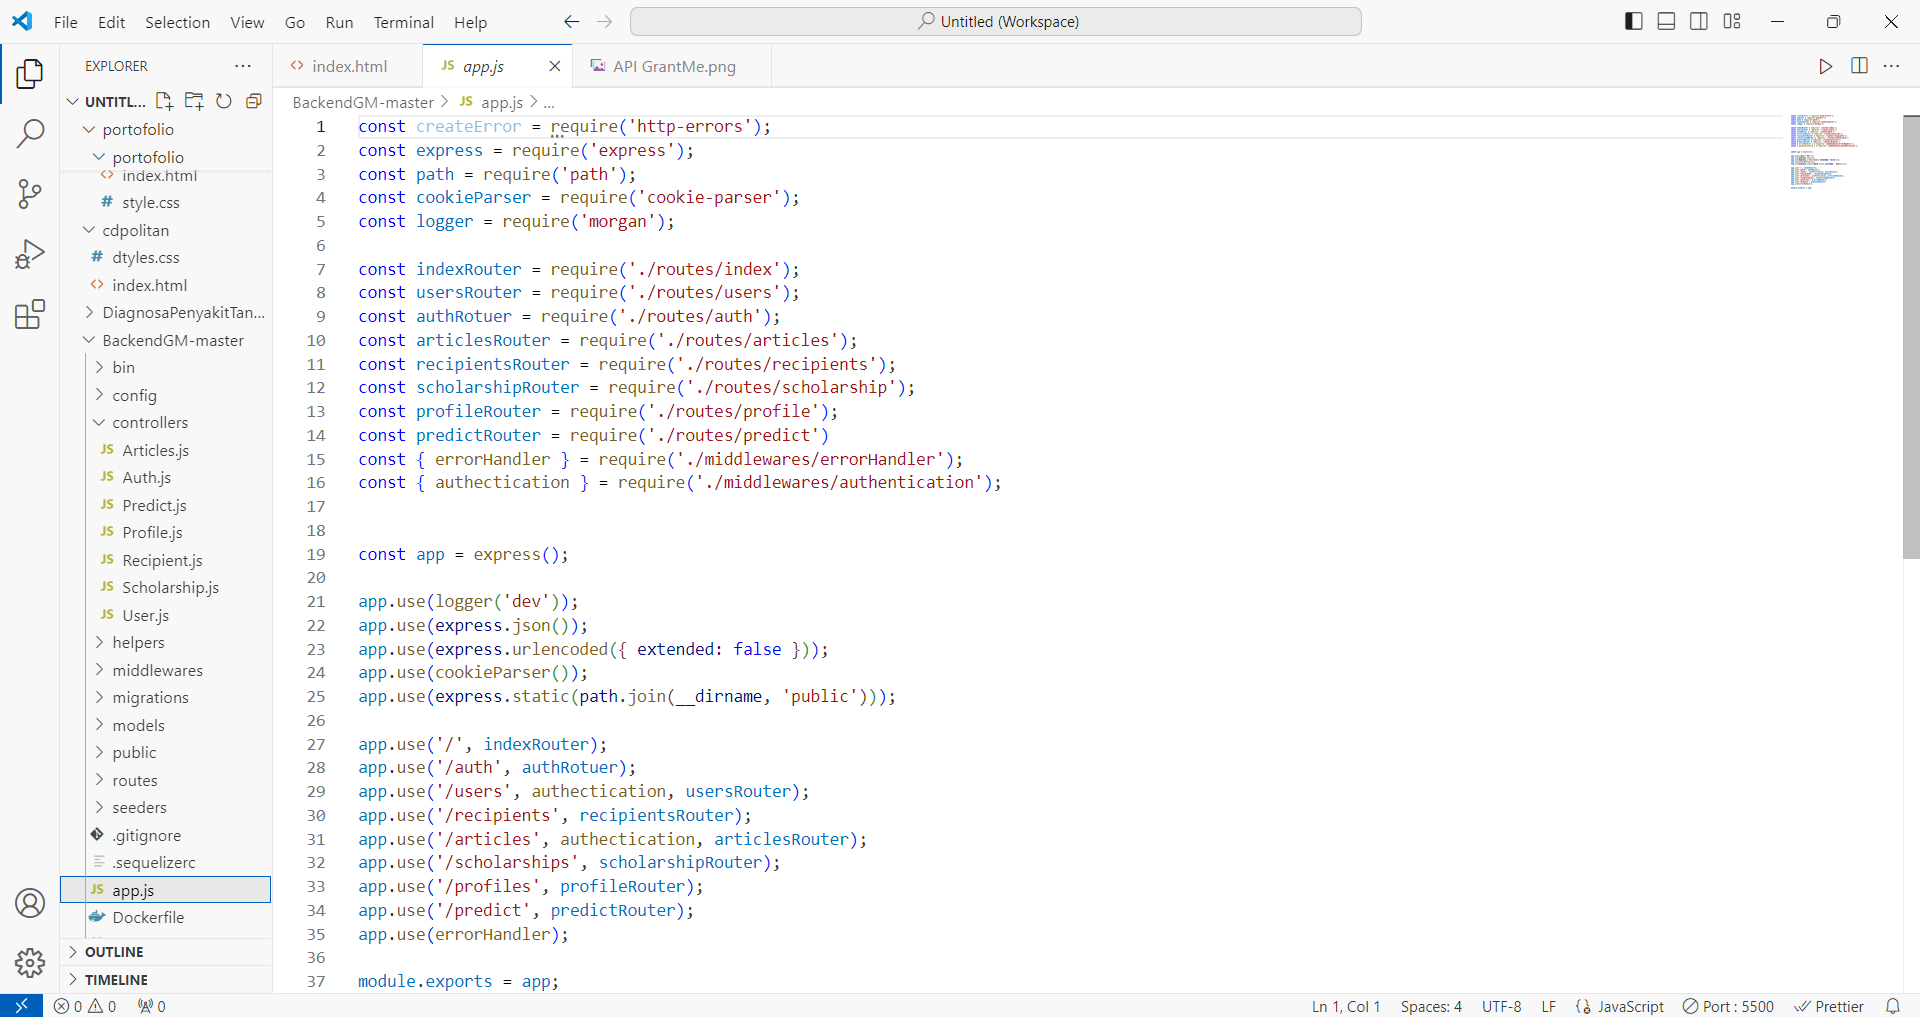 File Edit Selection View Go Run Terminal Help
Untitled (Workspace)
EXPLORER
UNTITL...
portofolio
portofolio
index.html
style.css
cdpolitan
dtyles.css
index.html
DiagnosaPenyakitTan...
BackendGM-master
bin
config
controllers
JS Articles.js
JS Auth.js
JS Predict.js
JS Profile.js
JS Recipient.js
JS Scholarship.js
JS User.js
helpers
middlewares
migrations
models
public
routes
seeders
.gitignore
.sequelizerc
JS app.js
Dockerfile
OUTLINE
TIMELINE
index.html
JS app.js
API GrantMe.png
BackendGM-master > JS app.js > ...
1 const createError = require('http-errors');
2 const express = require('express');
3 const path = require('path');
4 const cookieParser = require('cookie-parser');
5 const logger = require('morgan');
6
7 const indexRouter = require('./routes/index');
8 const usersRouter = require('./routes/users');
9 const authRotuer = require('./routes/auth');
10 const articlesRouter = require('./routes/articles');
11 const recipientsRouter = require('./routes/recipients');
12 const scholarshipRouter = require('./routes/scholarship');
13 const profileRouter = require('./routes/profile');
14 const predictRouter = require('./routes/predict')
15 const { errorHandler } = require('./middlewares/errorHandler');
16 const { authectication } = require('./middlewares/authentication');
17
18
19 const app = express();
20
21 app.use(logger('dev'));
22 app.use(express.json());
23 app.use(express.urlencoded({ extended: false }));
24 app.use(cookieParser());
25 app.use(express.static(path.join(__dirname, 'public')));
26
27 app.use('/', indexRouter);
28 app.use('/auth', authRotuer);
29 app.use('/users', authectication, usersRouter);
30 app.use('/recipients', recipientsRouter);
31 app.use('/articles', authectication, articlesRouter);
32 app.use('/scholarships', scholarshipRouter);
33 app.use('/profiles', profileRouter);
34 app.use('/predict', predictRouter);
35 app.use(errorHandler);
36
37 module.exports = app;
0 0 0
Ln 1, Col 1 Spaces: 4 UTF-8 LF JavaScript Port : 5500 Prettier